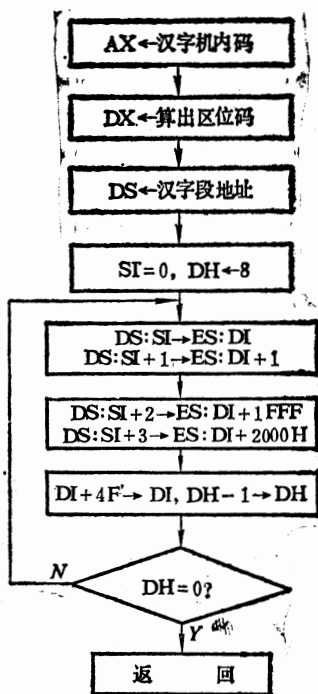 AX←汉字机内码
DX←算出区位码
DS←汉字段地址
SI=0, DH←8
DS:SI→ES:DI
DS:SI+1→ES:DI+1
DS:SI+2→ES:DI+1FFF
DS:SI+3→ES:DI+2000H
DI+4F→DI, DH-1→DH
N
DH=0?
Y
返 回